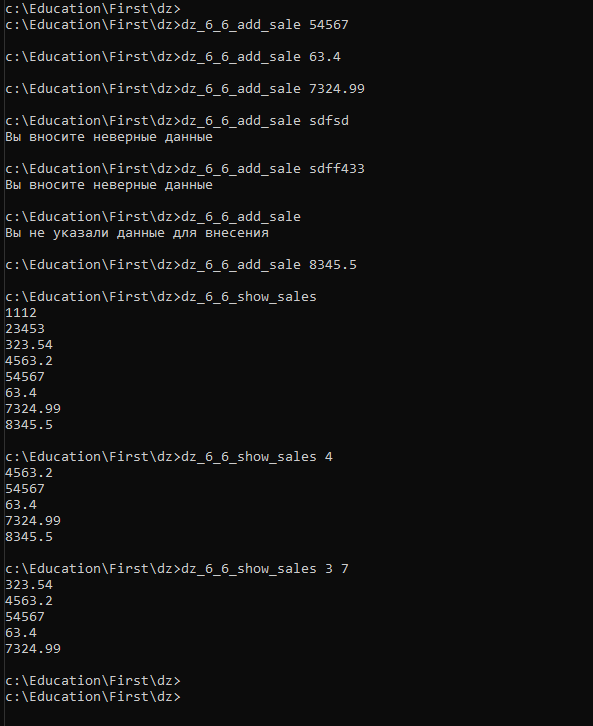 c:\Education\First\dz>
c:\Education\First\dz>dz_6_6_add_sale 54567
c:\Education\First\dz>dz_6_6_add_sale 63.4
c:\Education\First\dz>dz_6_6_add_sale 7324.99
c:\Education\First\dz>dz_6_6_add_sale sdfsd
Вы вносите неверные данные
c:\Education\First\dz>dz_6_6_add_sale sdff433
Вы вносите неверные данные
c:\Education\First\dz>dz_6_6_add_sale
Вы не указали данные для внесения
c:\Education\First\dz>dz_6_6_add_sale 8345.5
c:\Education\First\dz>dz_6_6_show_sales
1112
23453
323.54
4563.2
54567
63.4
7324.99
8345.5
c:\Education\First\dz>dz_6_6_show_sales 4
4563.2
54567
63.4
7324.99
8345.5
c:\Education\First\dz>dz_6_6_show_sales 3 7
323.54
4563.2
54567
63.4
7324.99
c:\Education\First\dz>
c:\Education\First\dz>